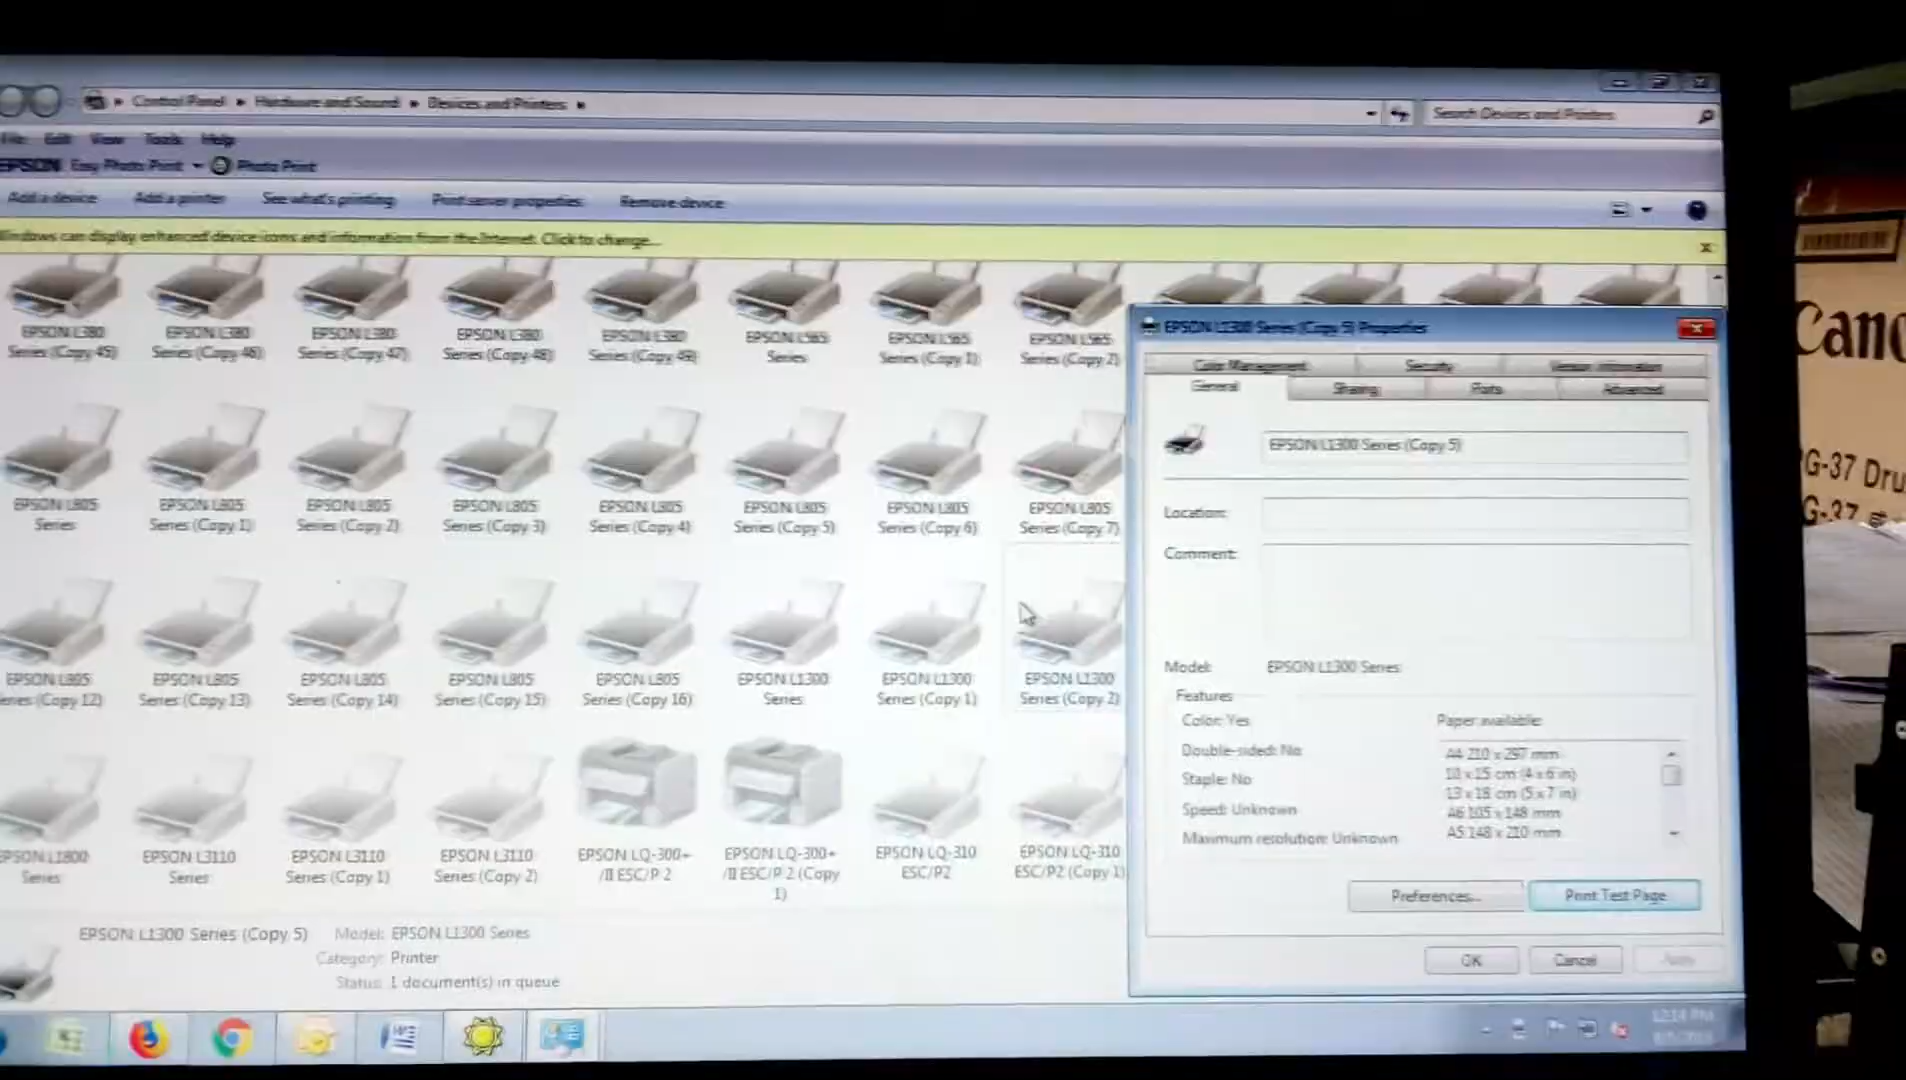 Control Panel ▸ Hardware and Sound ▸ Devices and Printers ▸
Search Devices and Printers
File Edit View Tools Help
EPSON Easy Photo Print Photo Print
Add a device Add a printer See what's printing Print server properties Remove device
Windows can display enhanced device icons and information from the Internet. Click to change...
EPSON L380 Series (Copy 45)
EPSON L380 Series (Copy 46)
EPSON L380 Series (Copy 47)
EPSON L380 Series (Copy 48)
EPSON L380 Series (Copy 49)
EPSON L565 Series
EPSON L565 Series (Copy 1)
EPSON L565 Series (Copy 2)
EPSON L805 Series
EPSON L805 Series (Copy 1)
EPSON L805 Series (Copy 2)
EPSON L805 Series (Copy 3)
EPSON L805 Series (Copy 4)
EPSON L805 Series (Copy 5)
EPSON L805 Series (Copy 6)
EPSON L805 Series (Copy 7)
EPSON L805 Series (Copy 12)
EPSON L805 Series (Copy 13)
EPSON L805 Series (Copy 14)
EPSON L805 Series (Copy 15)
EPSON L805 Series (Copy 16)
EPSON L1300 Series
EPSON L1300 Series (Copy 1)
EPSON L1300 Series (Copy 2)
EPSON L1800 Series
EPSON L3110 Series
EPSON L3110 Series (Copy 1)
EPSON L3110 Series (Copy 2)
EPSON LQ-300+ /II ESC/P 2
EPSON LQ-300+ /II ESC/P 2 (Copy 1)
EPSON LQ-310 ESC/P2
EPSON LQ-310 ESC/P2 (Copy 1)
EPSON L1300 Series (Copy 5) Model: EPSON L1300 Series
Category: Printer
Status: 1 document(s) in queue
EPSON L1300 Series (Copy 5) Properties
Color Management Security Version Information
General Sharing Ports Advanced
EPSON L1300 Series (Copy 5)
Location:
Comment:
Model: EPSON L1300 Series
Features
Color: Yes
Double-sided: No
Staple: No
Speed: Unknown
Maximum resolution: Unknown
Paper available:
A4 210 x 297 mm
10 x 15 cm (4 x 6 in)
13 x 18 cm (5 x 7 in)
A6 105 x 148 mm
A5 148 x 210 mm
Preferences... Print Test Page
OK Cancel Apply
12:14 PM
Cano
G-37 Dru
G-37